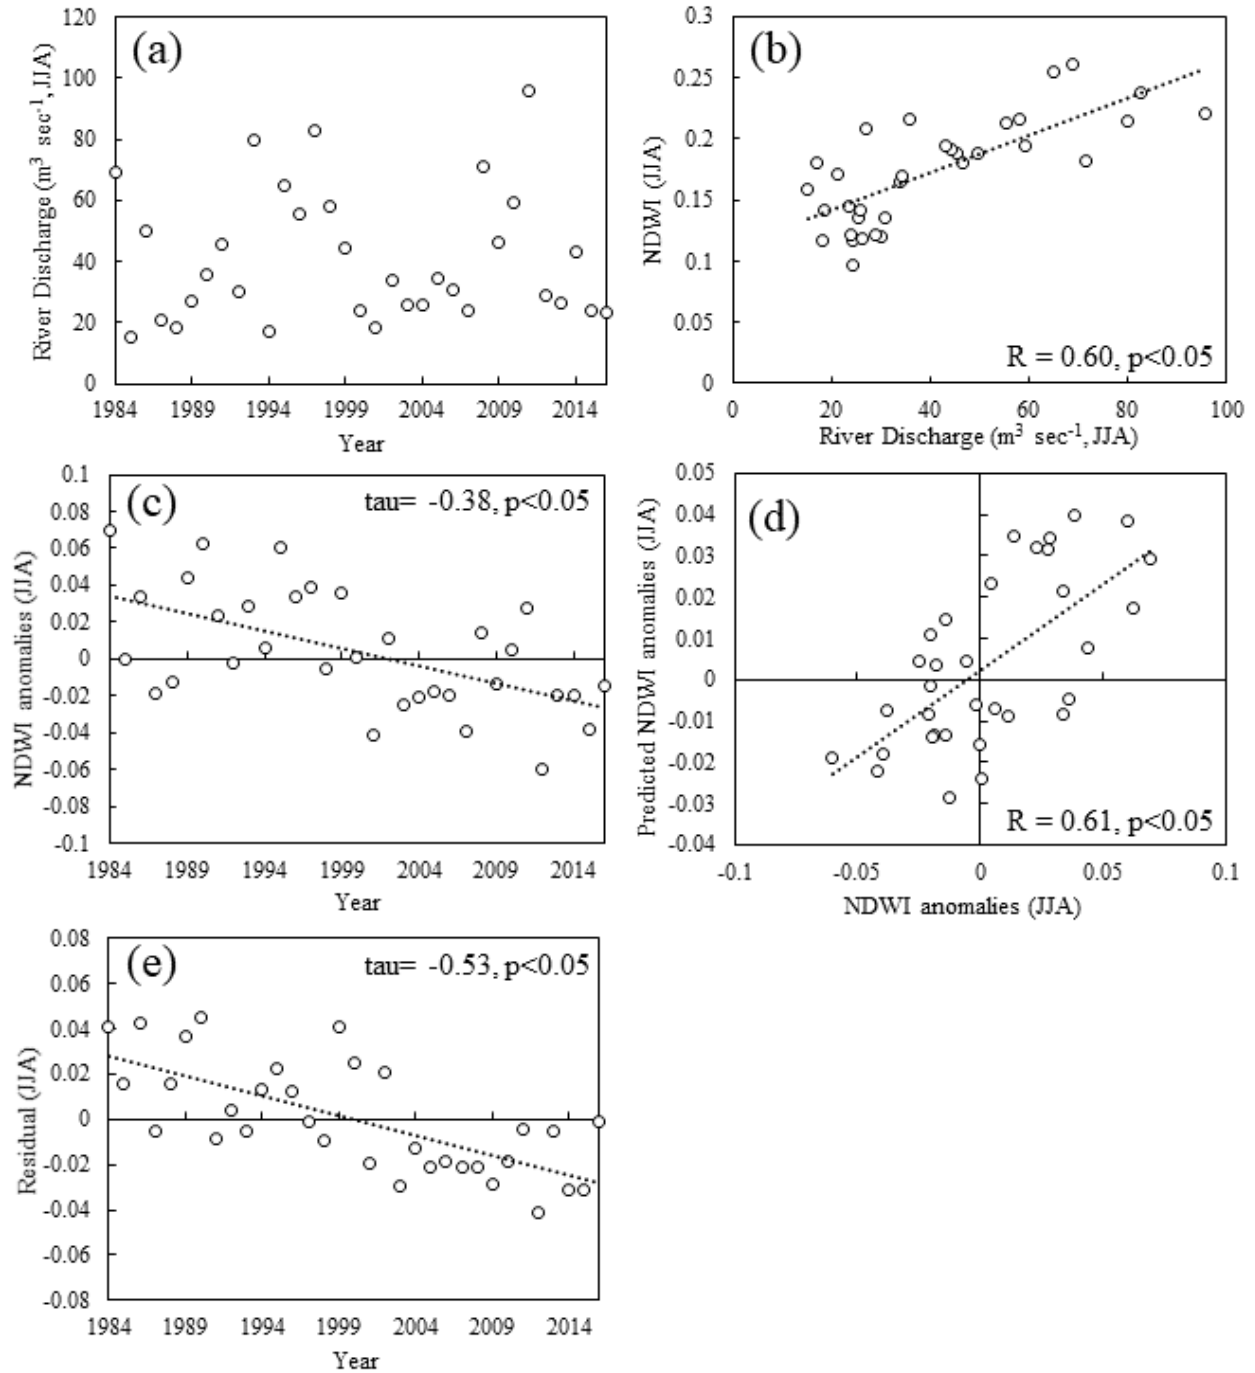 (a)
River Discharge (m³ sec⁻¹, JJA)
120
100
80
60
40
20
0
1984 1989 1994 1999 2004 2009 2014
Year
(b)
NDWI (JJA)
0.3
0.25
0.2
0.15
0.1
0.05
0
R = 0.60, p<0.05
0 20 40 60 80 100
River Discharge (m³ sec⁻¹, JJA)
(c)
tau= -0.38, p<0.05
NDWI anomalies (JJA)
0.1
0.08
0.06
0.04
0.02
0
-0.02
-0.04
-0.06
-0.08
-0.1
1984 1989 1994 1999 2004 2009 2014
Year
(d)
Predicted NDWI anomalies (JJA)
0.05
0.04
0.03
0.02
0.01
0
-0.01
-0.02
-0.03
-0.04
R = 0.61, p<0.05
-0.1 -0.05 0 0.05 0.1
NDWI anomalies (JJA)
(e)
tau= -0.53, p<0.05
Residual (JJA)
0.08
0.06
0.04
0.02
0
-0.02
-0.04
-0.06
-0.08
1984 1989 1994 1999 2004 2009 2014
Year